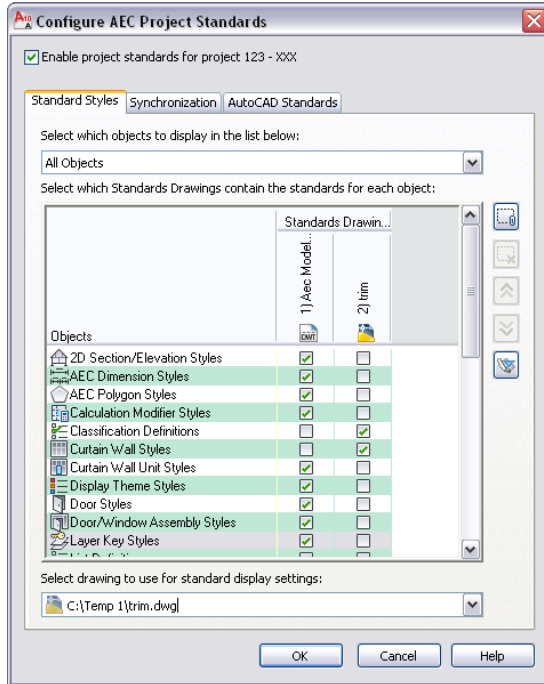 Configure AEC Project Standards
Enable project standards for project 123 - XXX
Standard Styles
Synchronization
AutoCAD Standards
Select which objects to display in the list below:
All Objects
Select which Standards Drawings contain the standards for each object:
Standards Drawin...
1) Aec Model...
2) trim
DWT
Objects
2D Section/Elevation Styles
AEC Dimension Styles
AEC Polygon Styles
Calculation Modifier Styles
Classification Definitions
Curtain Wall Styles
Curtain Wall Unit Styles
Display Theme Styles
Door Styles
Door/Window Assembly Styles
Layer Key Styles
Select drawing to use for standard display settings:
C:\Temp 1\trim.dwg
OK
Cancel
Help